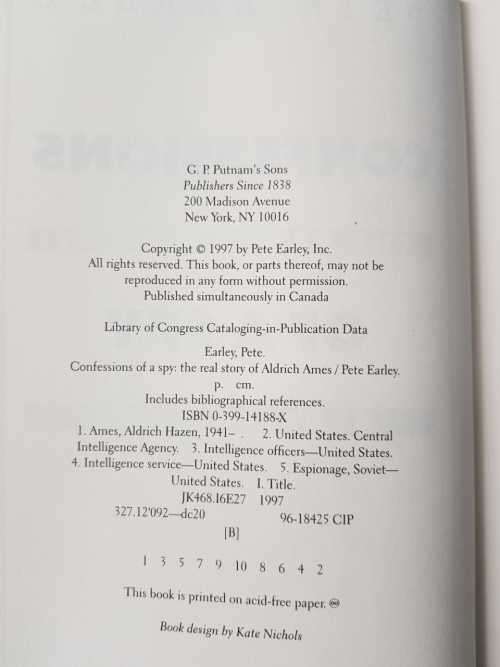 G. P. Putnam's Sons
Publishers Since 1838
200 Madison Avenue
New York, NY 10016
Copyright © 1997 by Pete Earley, Inc.
All rights reserved. This book, or parts thereof, may not be
reproduced in any form without permission.
Published simultaneously in Canada
Library of Congress Cataloging-in-Publication Data
Earley, Pete.
Confessions of a spy: the real story of Aldrich Ames / Pete Earley.
p. cm.
Includes bibliographical references.
ISBN 0-399-14188-X
1. Ames, Aldrich Hazen, 1941– . 2. United States. Central
Intelligence Agency. 3. Intelligence officers—United States.
4. Intelligence service—United States. 5. Espionage, Soviet—
United States. I. Title.
JK468.I6E27 1997
327.12'092—dc20 96-18425 CIP
[B]
1 3 5 7 9 10 8 6 4 2
This book is printed on acid-free paper. ♾
Book design by Kate Nichols